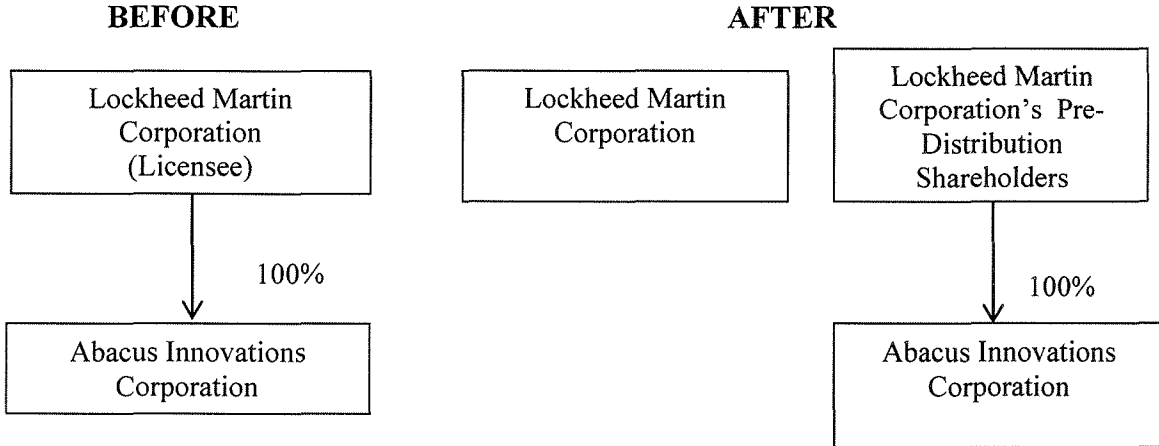 BEFORE
Lockheed Martin
Corporation
(Licensee)
100%
Abacus Innovations
Corporation
AFTER
Lockheed Martin
Corporation
Lockheed Martin
Corporation’s Pre-
Distribution
Shareholders
100%
Abacus Innovations
Corporation